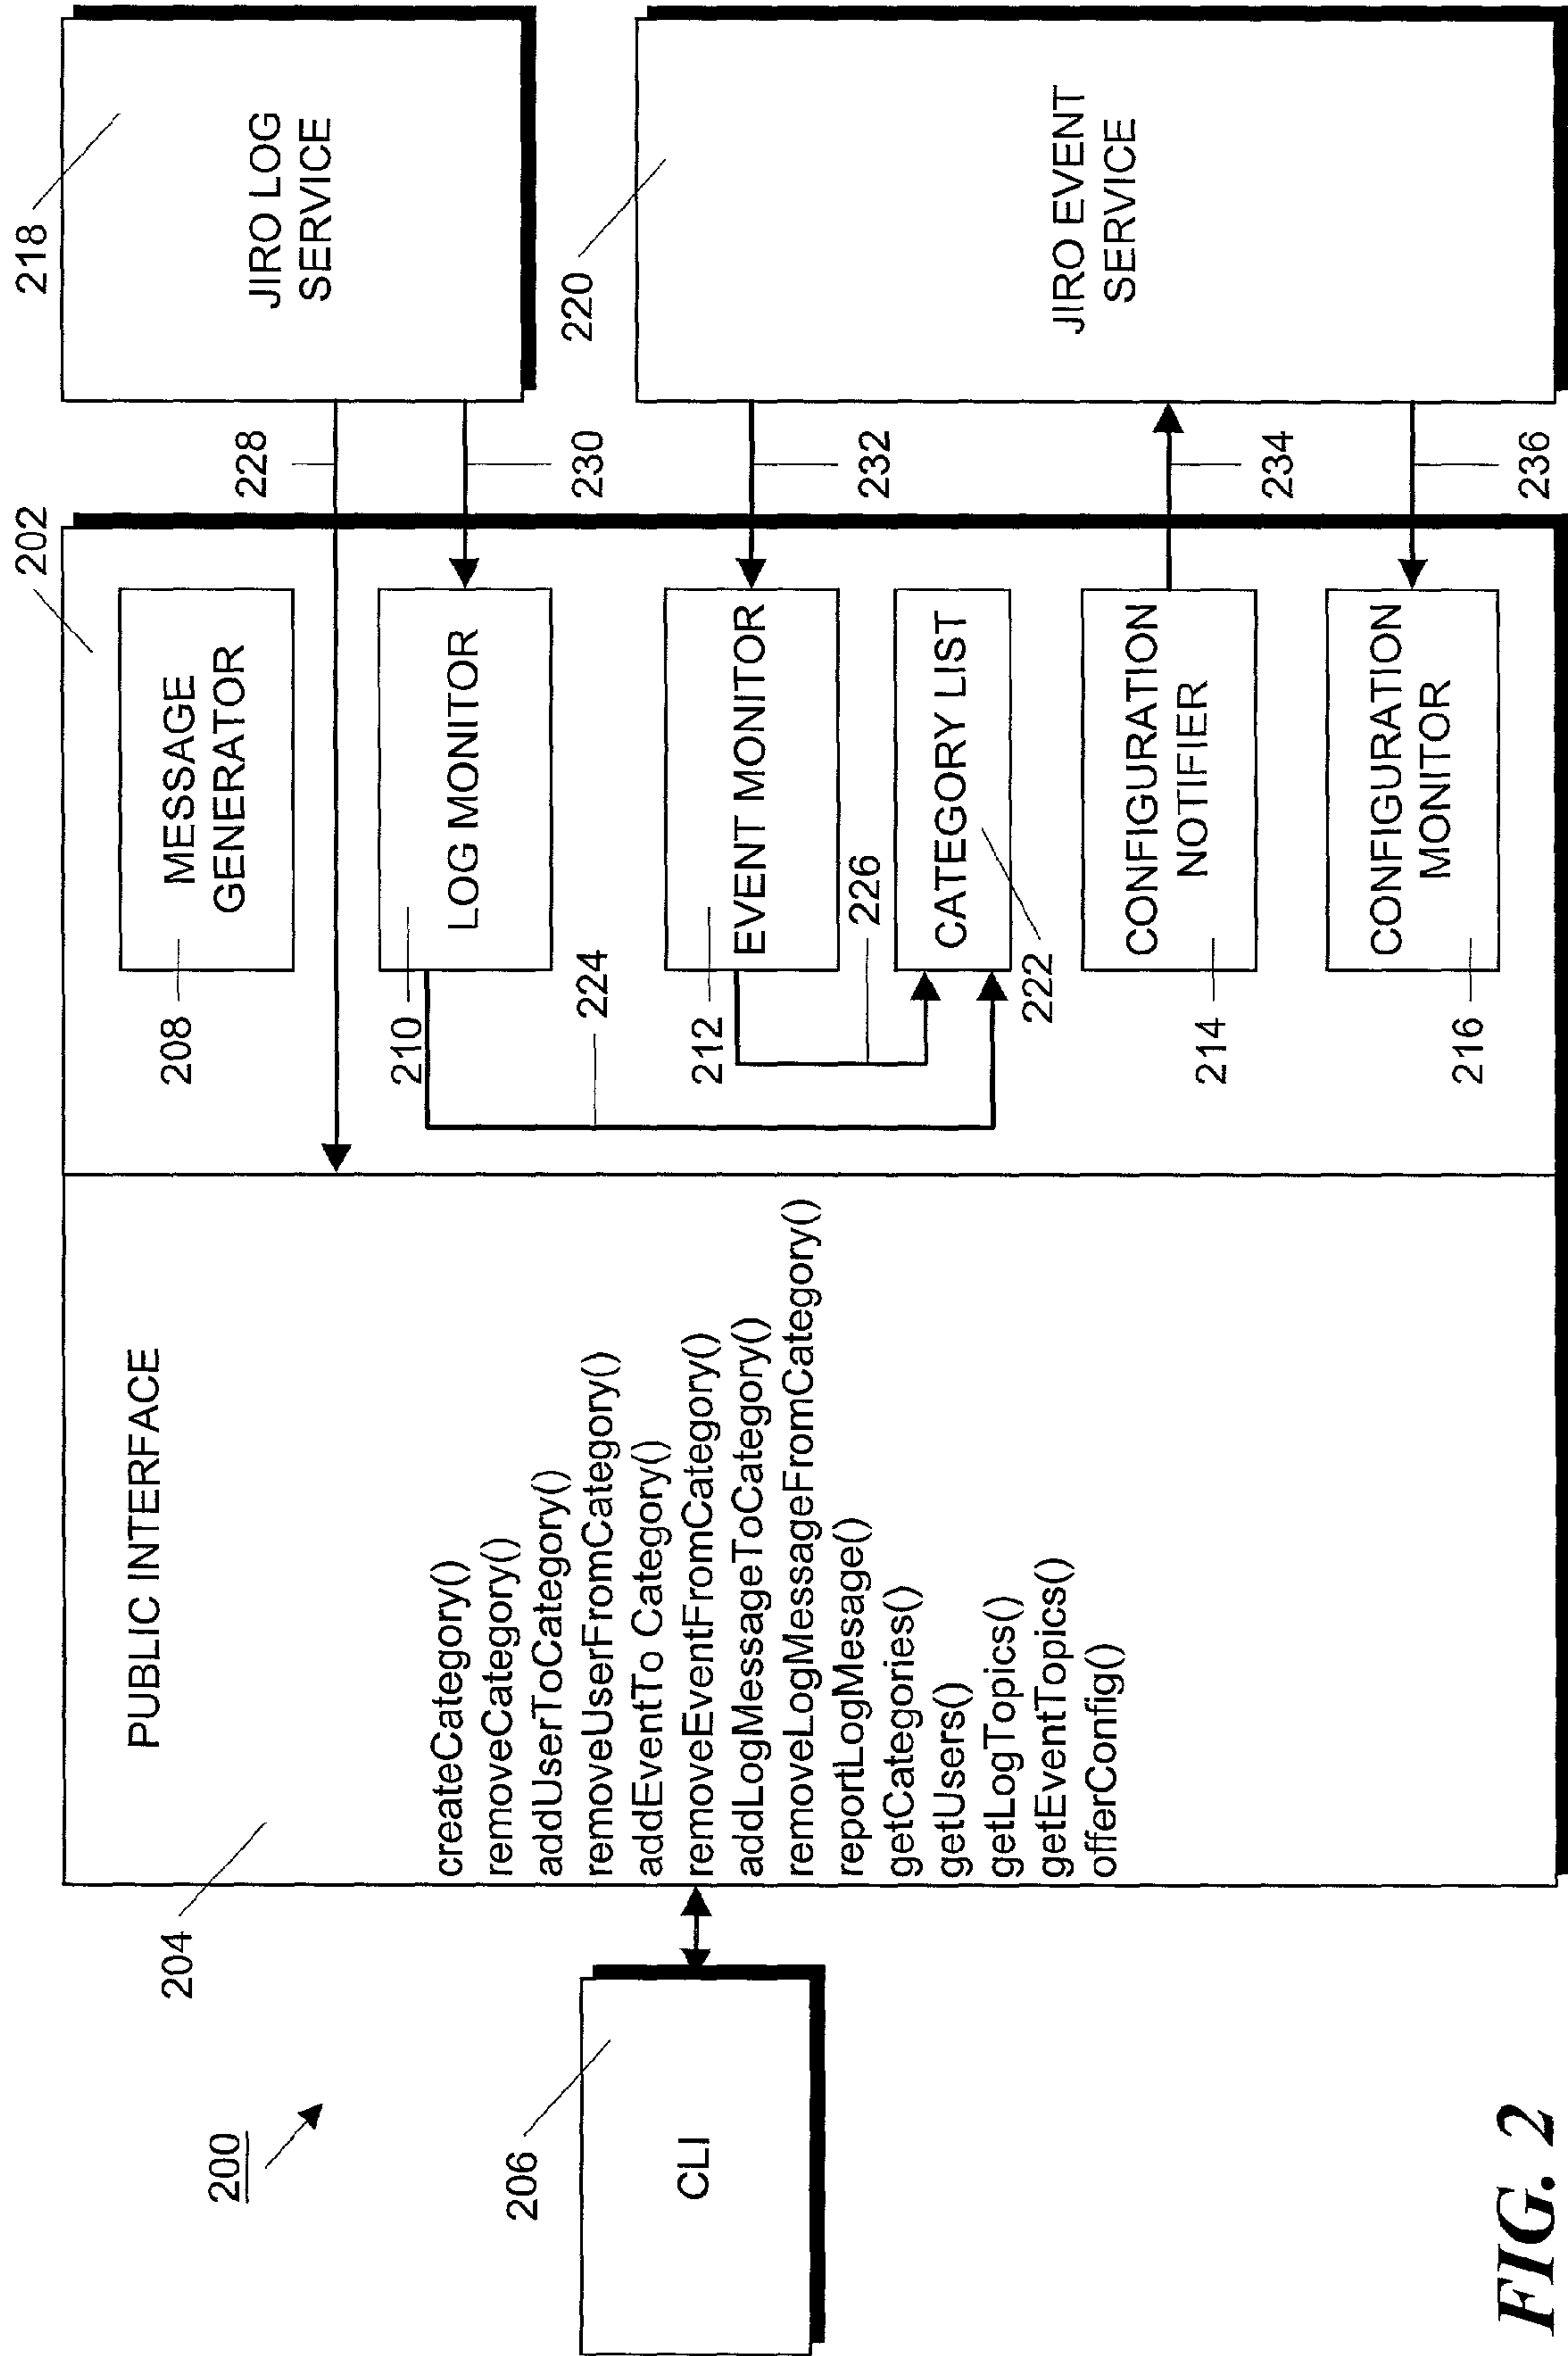 200
206
CLI
204
PUBLIC INTERFACE
createCategory()
removeCategory()
addUserToCategory()
removeUserFromCategory()
addEventTo Category()
removeEventFromCategory()
addLogMessageToCategory()
removeLogMessageFromCategory()
reportLogMessage()
getCategories()
getUsers()
getLogTopics()
getEventTopics()
offerConfig()
202
208
MESSAGE
GENERATOR
210
LOG MONITOR
224
212
EVENT MONITOR
226
CATEGORY LIST
222
214
CONFIGURATION
NOTIFIER
216
CONFIGURATION
MONITOR
228
230
232
234
236
218
JIRO LOG
SERVICE
220
JIRO EVENT
SERVICE
FIG. 2